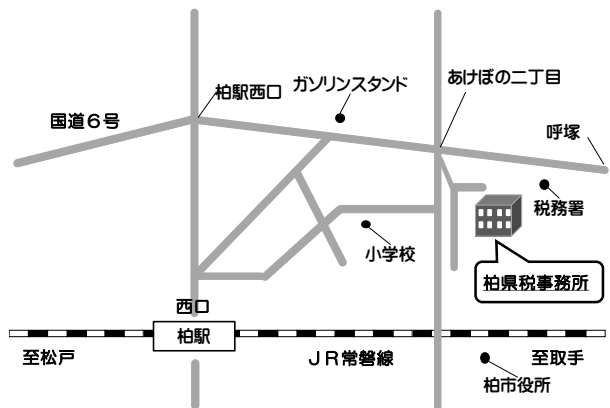 ガソリンスタンド
あけぼの二丁目
柏駅西口
国道６号
呼塚
税務署
小学校
柏県税事務所
西口
柏駅
至松戸
ＪＲ常磐線
至取手
柏市役所